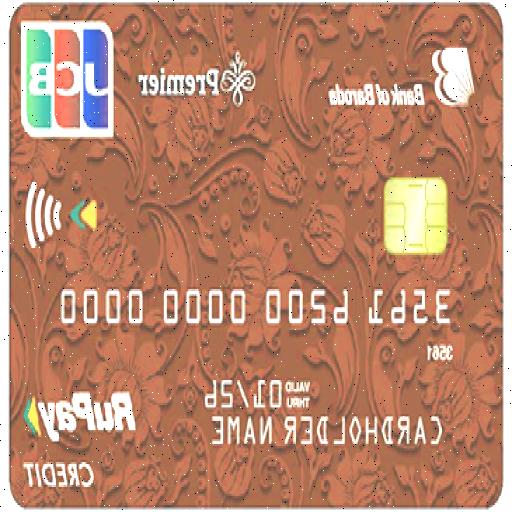 Bank of Baroda
Premier
JCB
3561 6200 0000 0000
3561
VALID THRU 01/26
CARDHOLDER NAME
RuPay
CREDIT